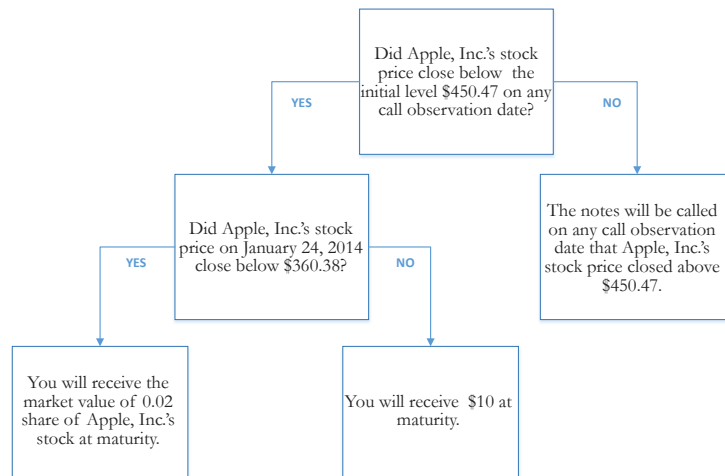 Did Apple, Inc.'s stock
price close below the
initial level $450.47 on any
call observation date?
YES
NO
Did Apple, Inc.'s stock
price on January 24, 2014
close below $360.38?
The notes will be called
on any call observation
date that Apple, Inc.'s
stock price closed above
$450.47.
YES
NO
You will receive the
market value of 0.02
share of Apple, Inc.'s
stock at maturity.
You will receive $10 at
maturity.